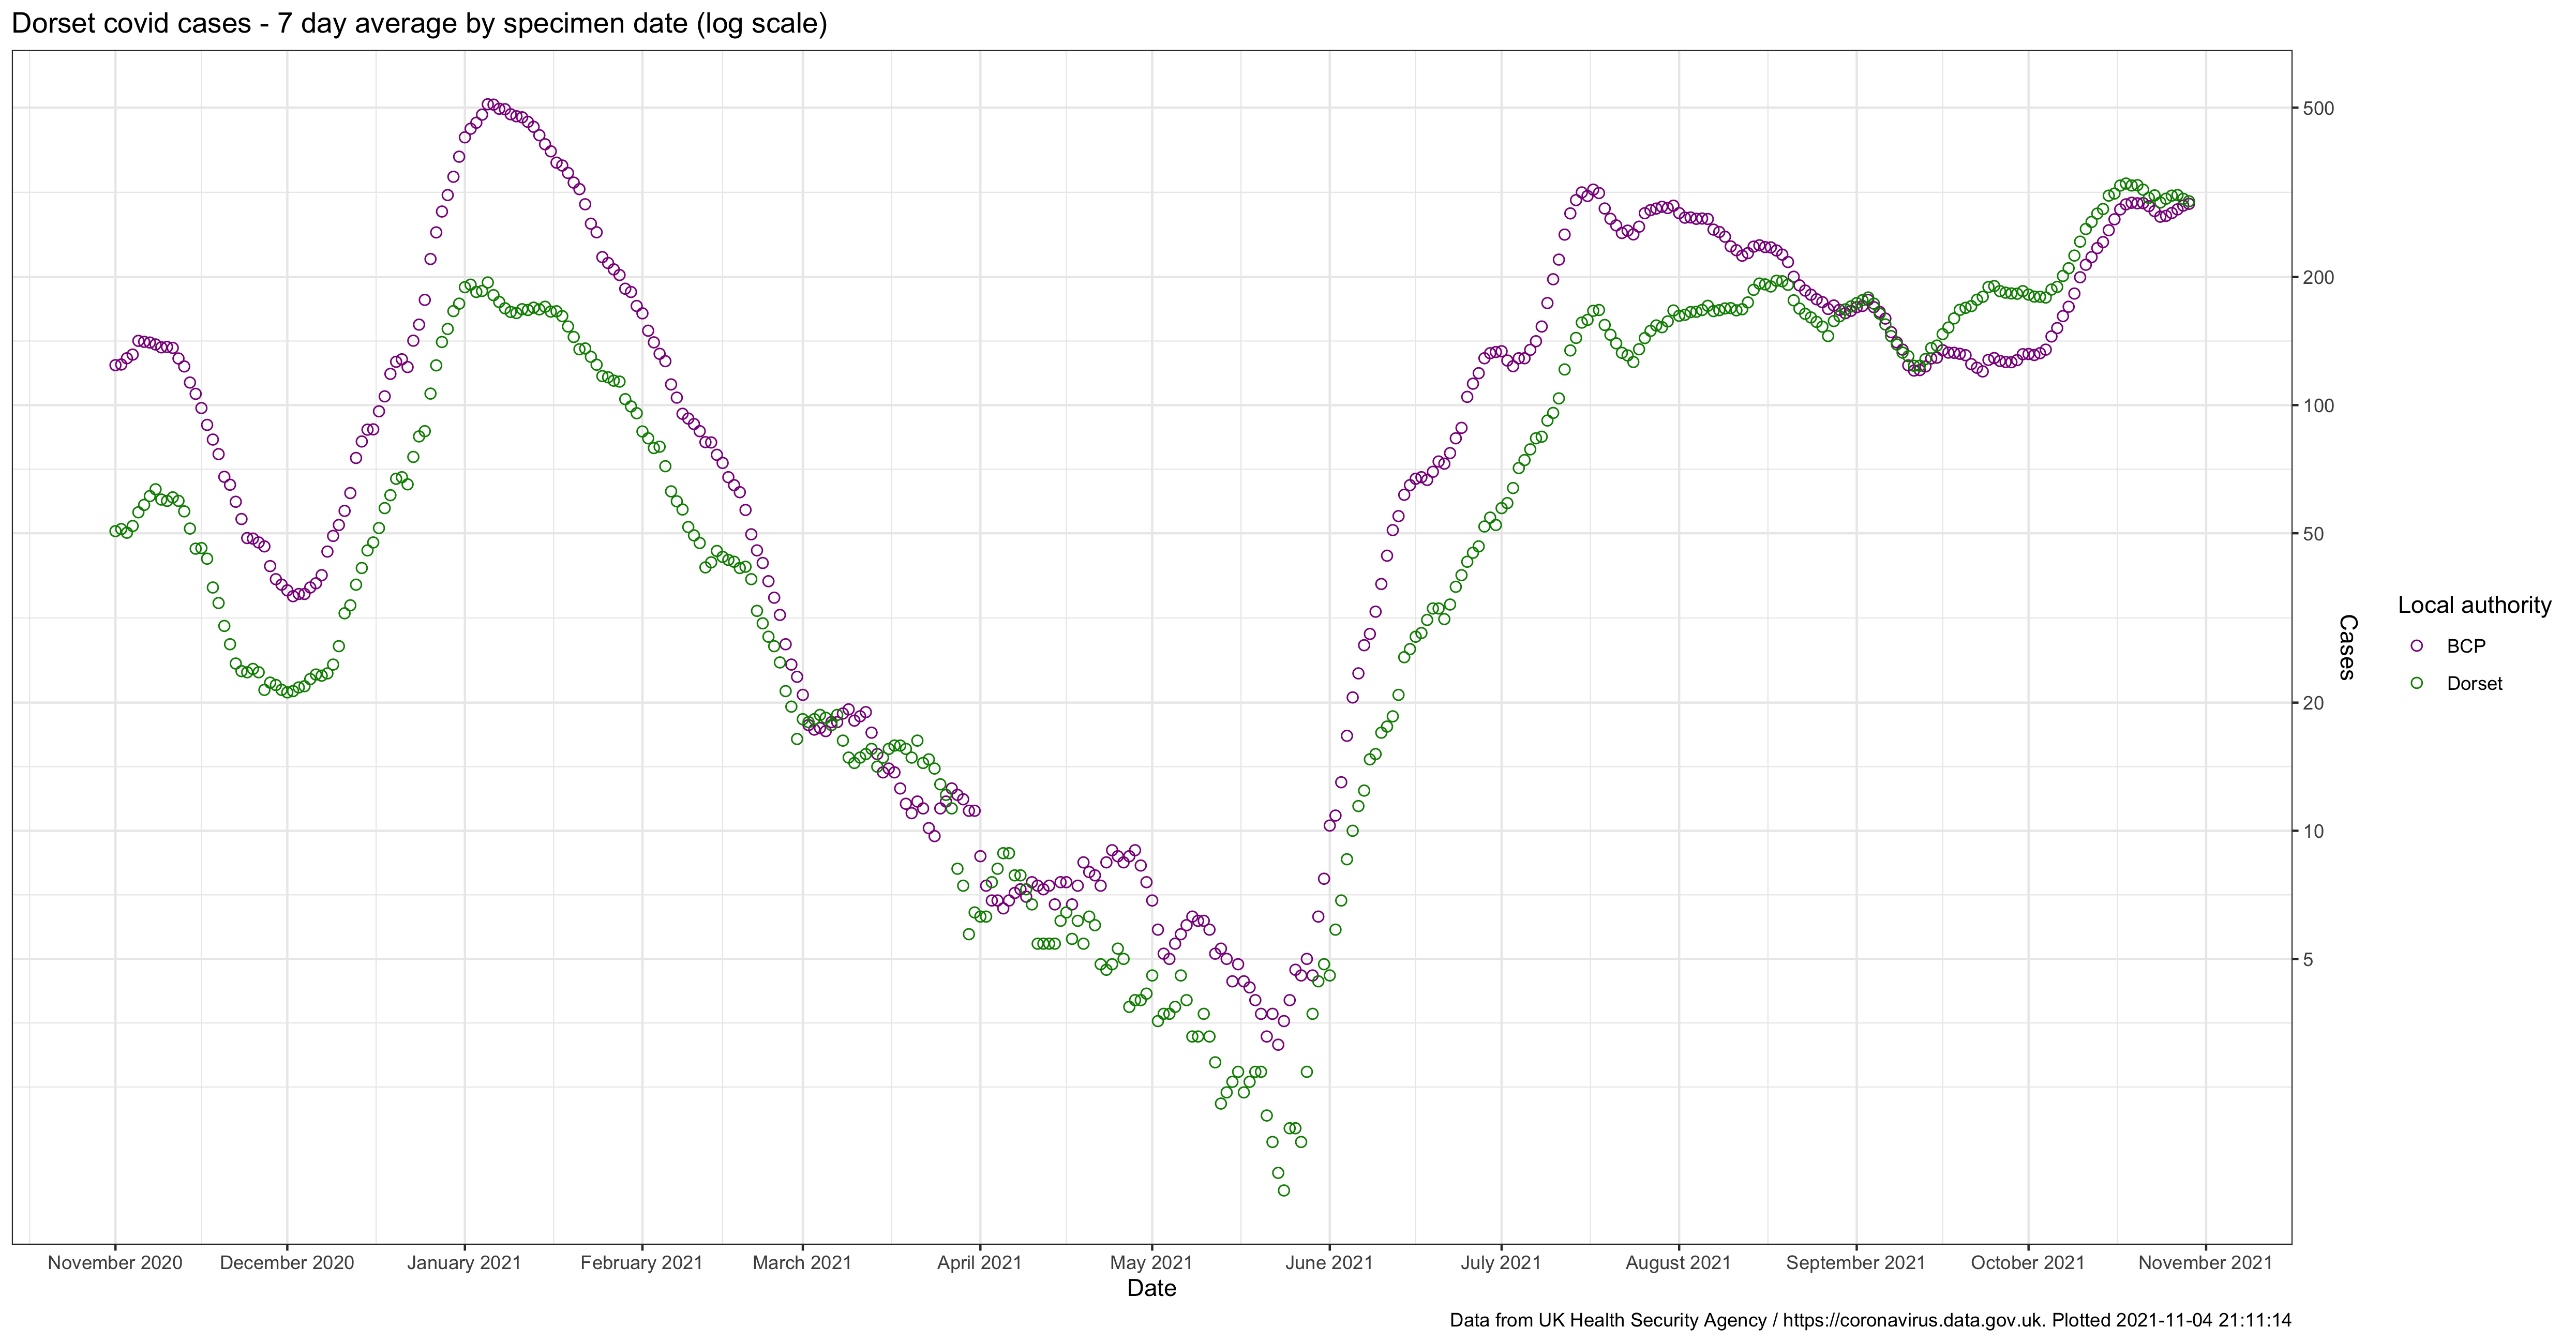 Dorset covid cases - 7 day average by specimen date (log scale)
500
200
100
50
20
10
5
Cases
Local authority
BCP
Dorset
November 2020 December 2020 January 2021 February 2021 March 2021 April 2021 May 2021 June 2021 July 2021 August 2021 September 2021 October 2021 November 2021
Date
Data from UK Health Security Agency / https://coronavirus.data.gov.uk. Plotted 2021-11-04 21:11:14